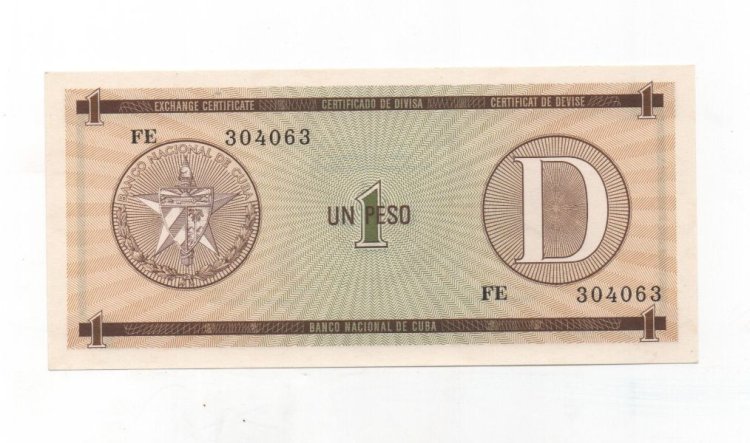 1 1
EXCHANGE CERTIFICATE CERTIFICADO DE DIVISA CERTIFICAT DE DEVISE
FE 304063
BANCO NACIONAL DE CUBA
UN PESO
1
D
FE 304063
1 1
BANCO NACIONAL DE CUBA